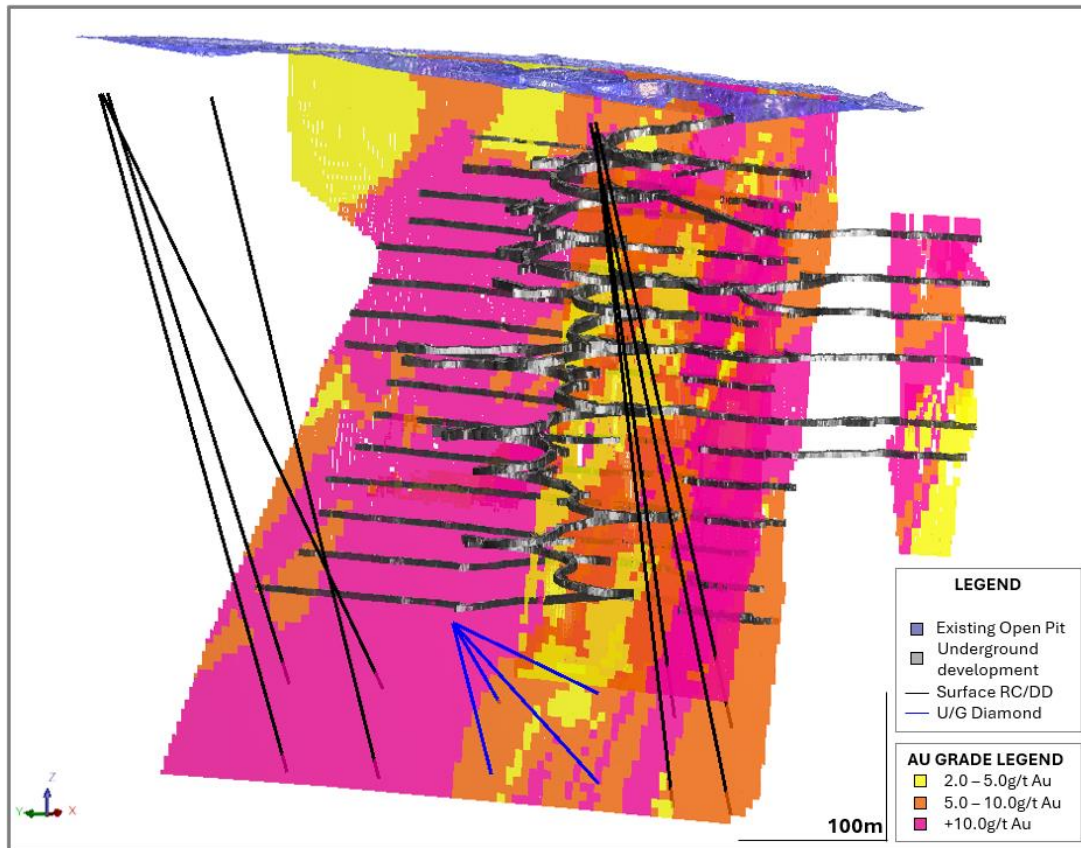 LEGEND
Existing Open Pit
Underground
development
Surface RC/DD
U/G Diamond
AU GRADE LEGEND
2.0 – 5.0g/t Au
5.0 – 10.0g/t Au
+10.0g/t Au
100m
Z
Y
X